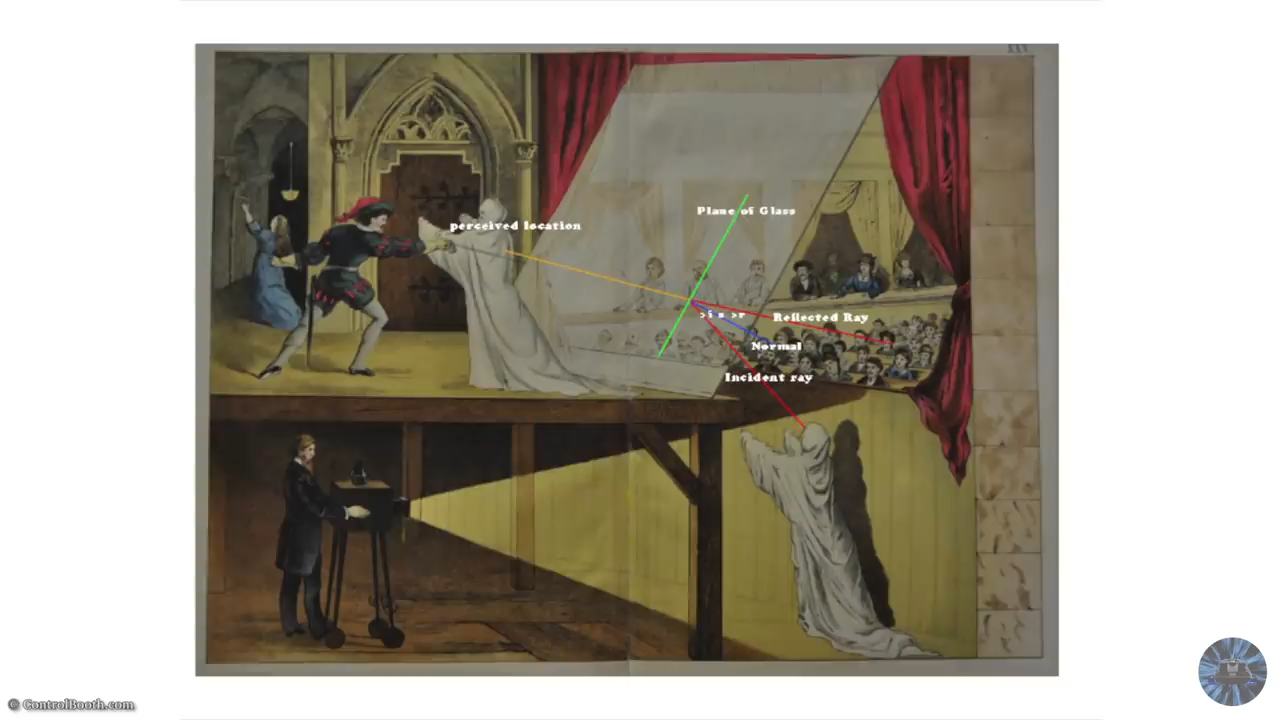 perceived location
Plane of Glass
>i = >r
Reflected Ray
Normal
Incident ray
© ControlBooth.com